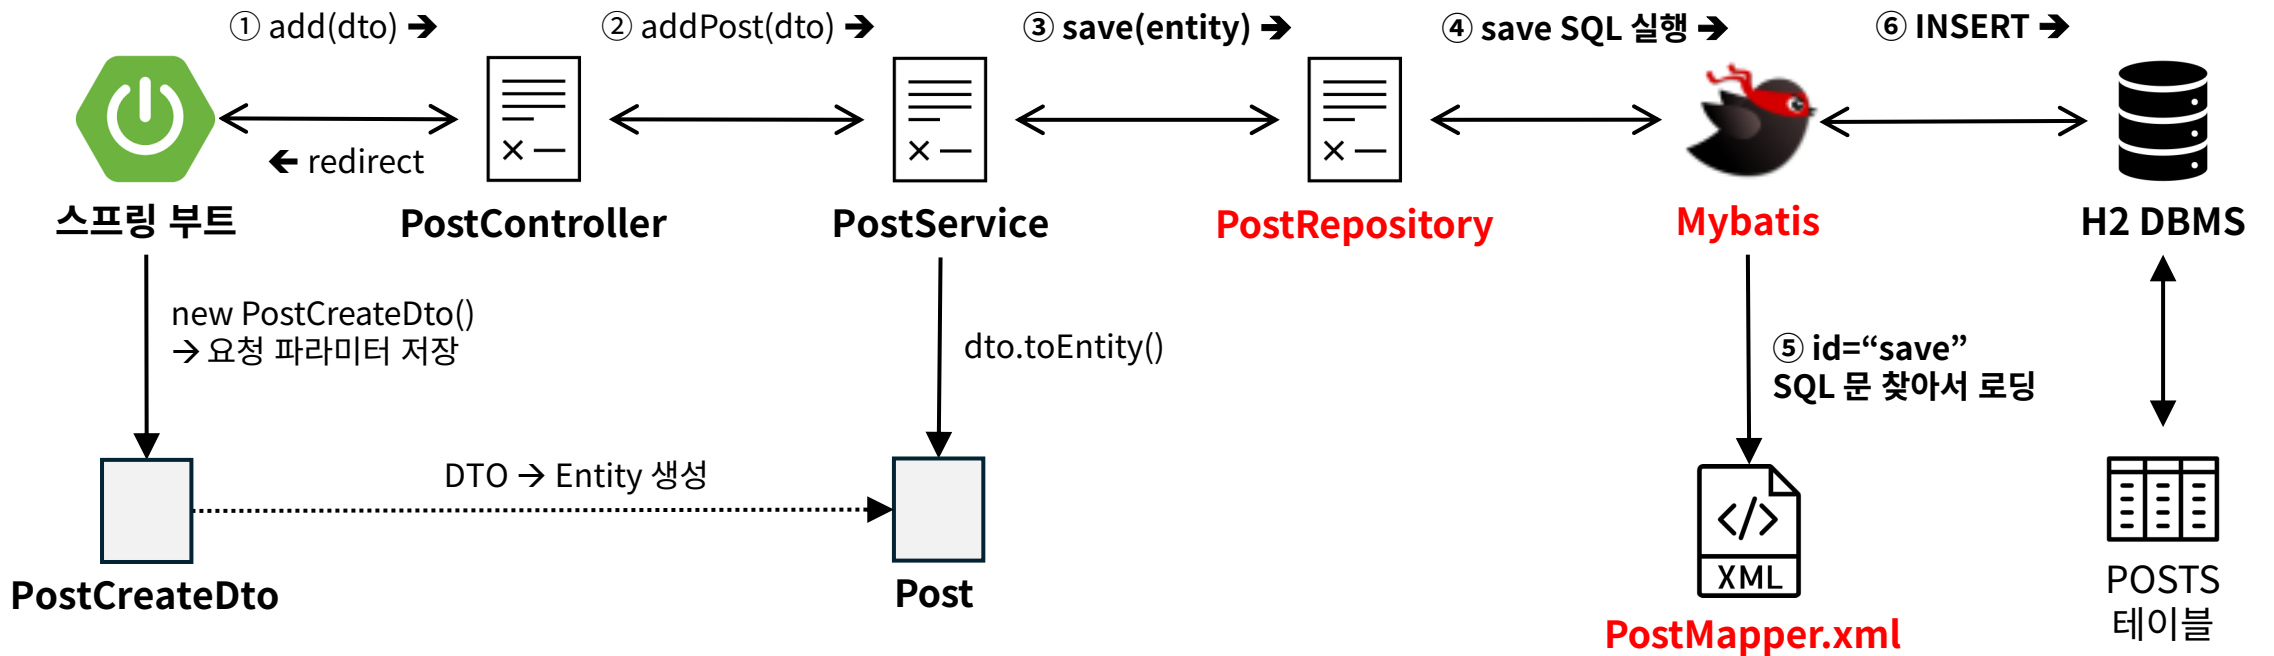 ① add(dto) 🡺
② addPost(dto) 🡺
③ save(entity) 🡺
④ save SQL 실행 🡺
⑥ INSERT 🡺
🡸 redirect
스프링 부트
PostController
PostService
PostRepository
Mybatis
H2 DBMS
new PostCreateDto()
→ 요청 파라미터 저장
dto.toEntity()
⑤ id=“save”
SQL 문 찾아서 로딩
DTO → Entity 생성
</> 
XML
PostCreateDto
Post
PostMapper.xml
POSTS
테이블